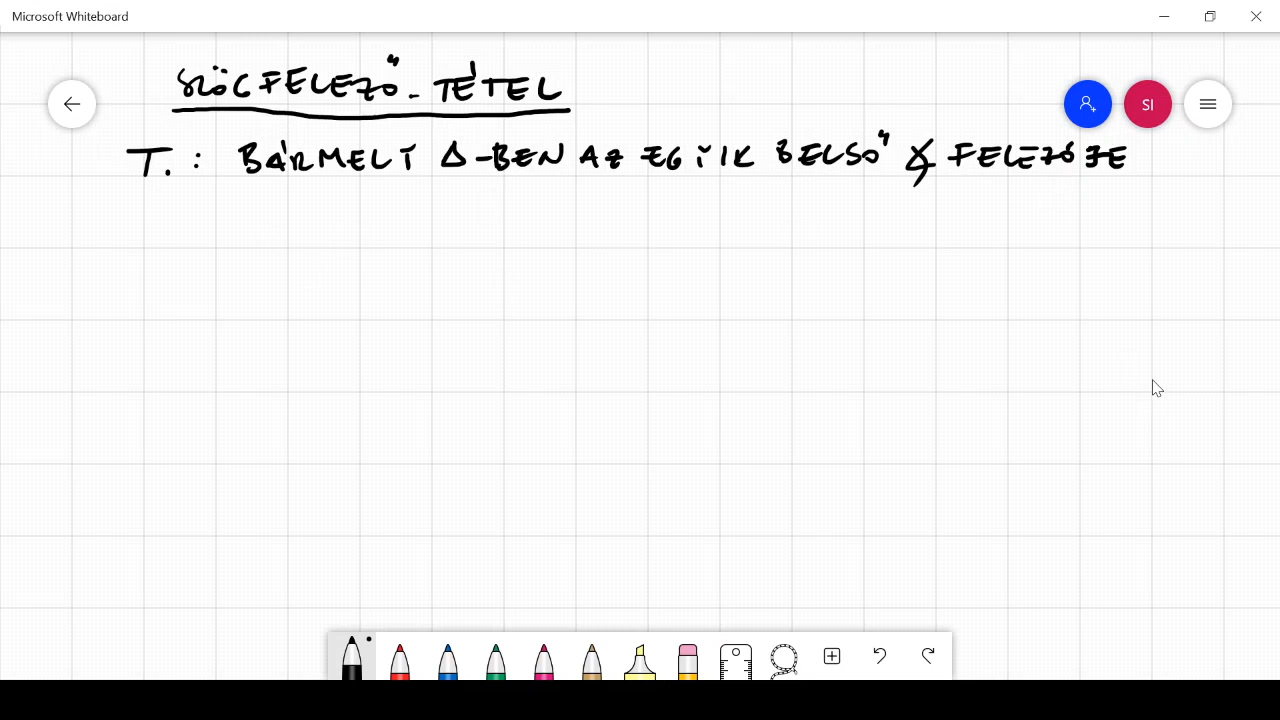 Microsoft Whiteboard
SZÖGFELEZŐ-TÉTEL
SI
T.: BÁRMELY Δ-BEN AZ EGYIK BELSŐ ∢ FELEZŐJE